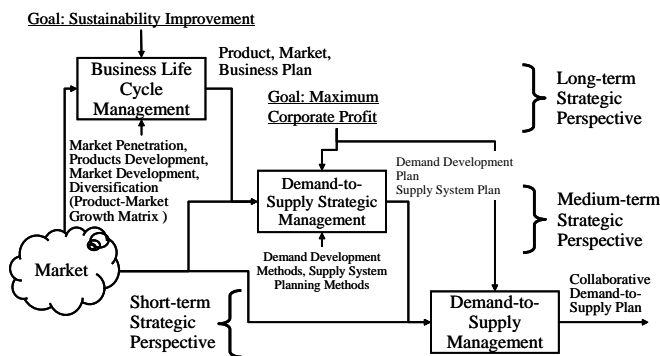 Goal: Sustainability Improvement
Business Life
Cycle
Management
Product, Market,
Business Plan
Long-term
Strategic
Perspective
Goal: Maximum
Corporate Profit
Market Penetration,
Products Development,
Market Development,
Diversification
(Product-Market
Growth Matrix )
Demand Development
Plan
Supply System Plan
Demand-to-
Supply Strategic
Management
Medium-term
Strategic
Perspective
Market
Demand Development
Methods, Supply System
Planning Methods
Short-term
Strategic
Perspective
Demand-to-
Supply
Management
Collaborative
Demand-to-
Supply Plan